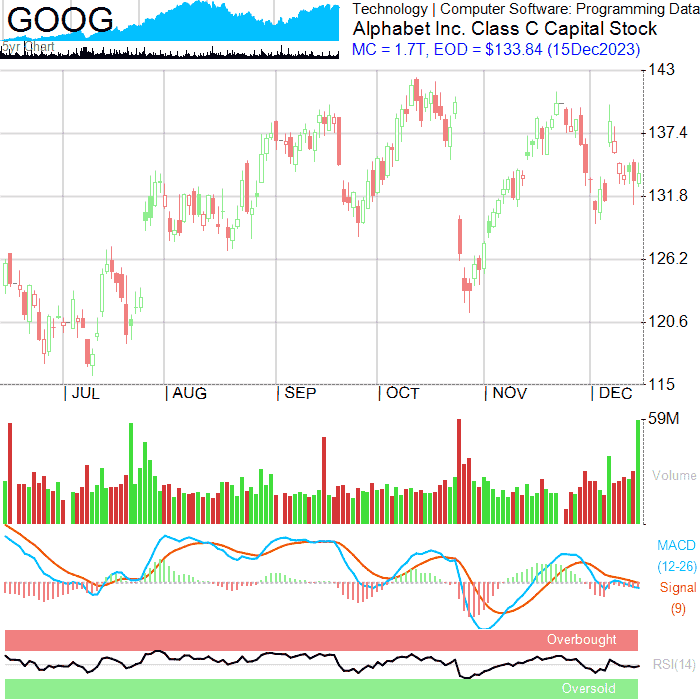 GOOG
Technology | Computer Software: Programming Data
Alphabet Inc. Class C Capital Stock
MC = 1.7T, EOD = $133.84 (15Dec2023)
Chart
143
137.4
131.8
126.2
120.6
115
| JUL | AUG | SEP | OCT | NOV | DEC
59M
Volume
MACD
(12-26)
Signal
(9)
Overbought
RSI(14)
Oversold